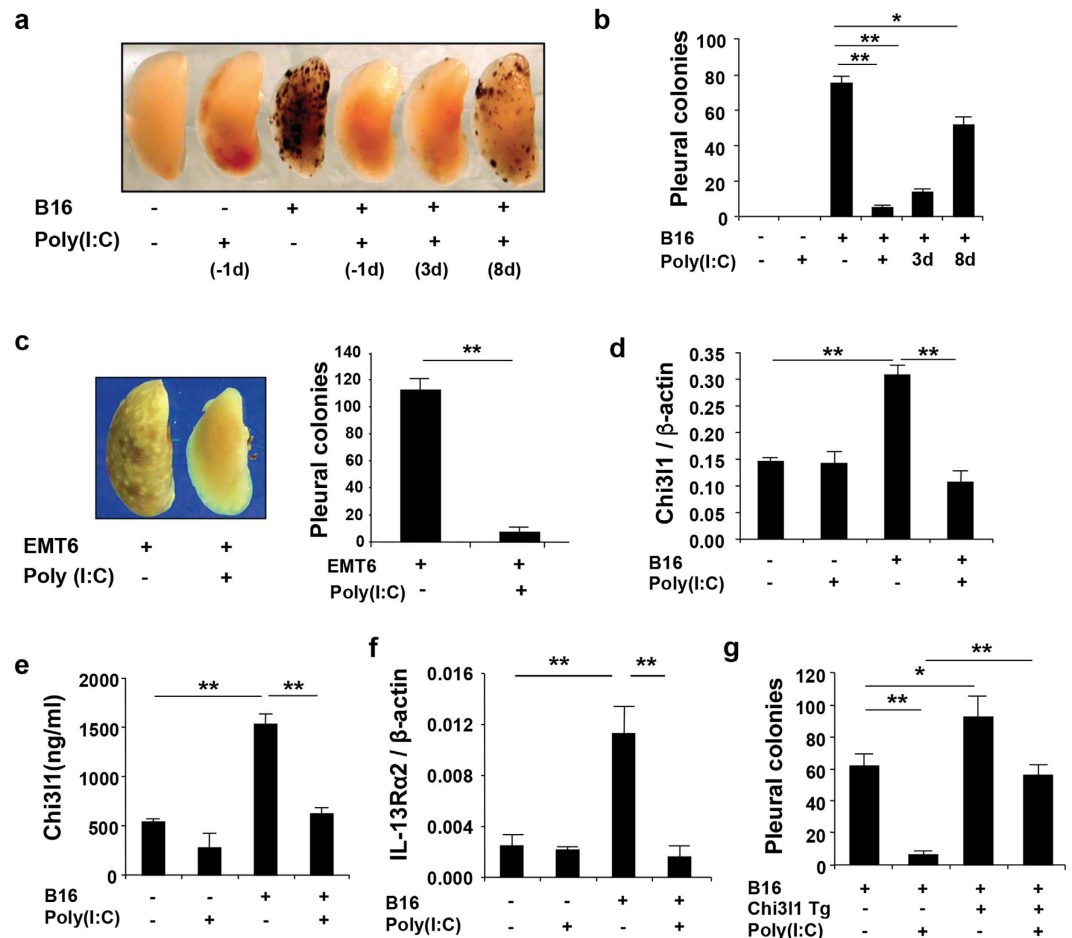 a
B16 - - + + + +
Poly(I:C) - + - + + +
(-1d) (-1d) (3d) (8d)
b
Pleural colonies
100
80
60
40
20
0
*
**
**
B16 - - + + + +
Poly(I:C) - + - + 3d 8d
c
EMT6 + +
Poly (I:C) - +
Pleural colonies
140
120
100
80
60
40
20
0
**
EMT6 + +
Poly(I:C) - +
d
Chi3l1 / β-actin
0.35
0.30
0.25
0.20
0.15
0.10
0.05
0.00
** **
B16 - - + +
Poly(I:C) - + - +
e
Chi3l1(ng/ml)
2000
1500
1000
500
0
** **
B16 - - + +
Poly(I:C) - + - +
f
IL-13Rα2 / β-actin
0.016
0.012
0.008
0.004
0.000
** **
B16 - - + +
Poly(I:C) - + - +
g
Pleural colonies
120
100
80
60
40
20
0
**
*
**
B16 + + + +
Chi3l1 Tg - - + +
Poly(I:C) - + - +